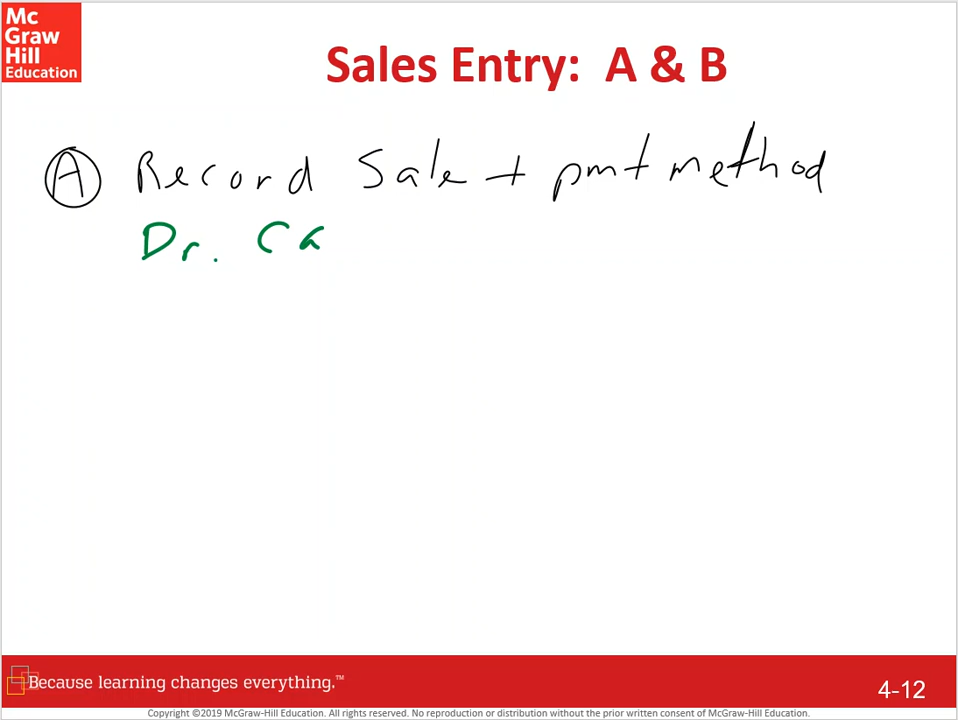 Mc
Graw
Hill
Education
Sales Entry: A & B
A Record Sale + pmt method
Dr. Ca
Because learning changes everything.™
4-12
Copyright ©2019 McGraw-Hill Education. All rights reserved. No reproduction or distribution without the prior written consent of McGraw-Hill Education.